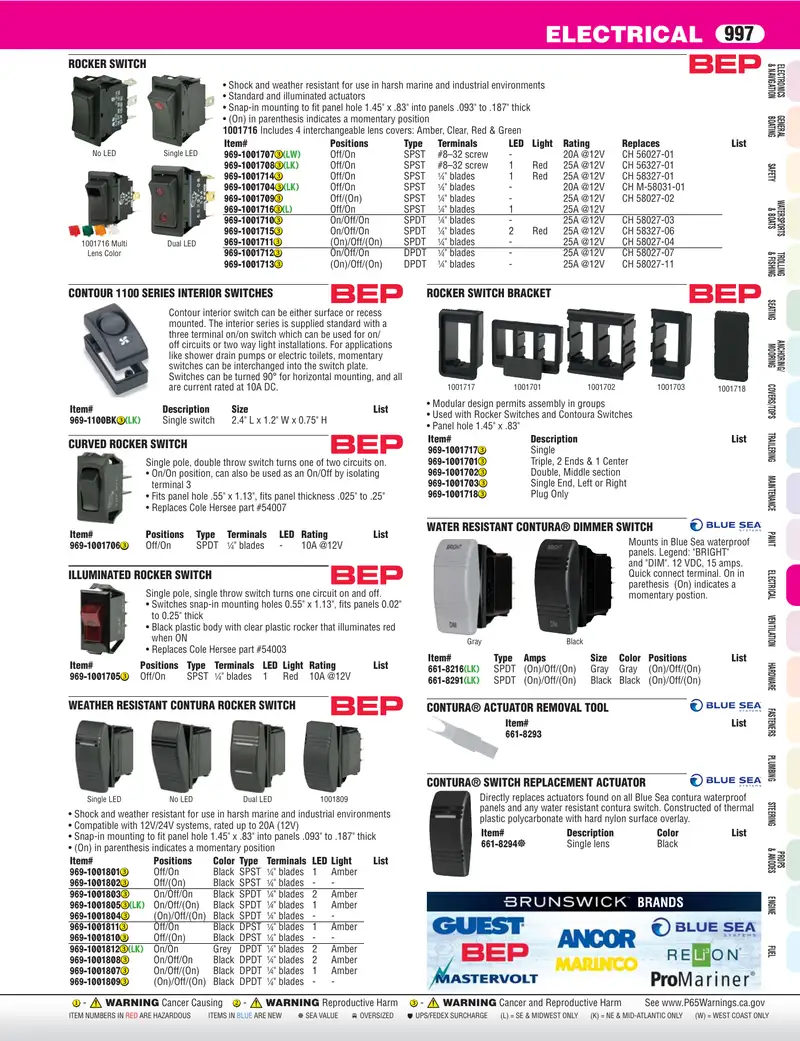 ELECTRICAL 997
ROCKER SWITCH
BEP
• Shock and weather resistant for use in harsh marine and industrial environments
• Standard and illuminated actuators
• Snap-in mounting to fit panel hole 1.45" x .83" into panels .093" to .187" thick
• (On) in parenthesis indicates a momentary position
1001716 Includes 4 interchangeable lens covers: Amber, Clear, Red & Green
No LED Single LED
1001716 Multi Lens Color Dual LED
Item# Positions Type Terminals LED Light Rating Replaces List
969-1001707③(LW) Off/On SPST #8–32 screw - 20A @12V CH 56027-01
969-1001708③(LK) Off/On SPST #8–32 screw 1 Red 25A @12V CH 56327-01
969-1001714③ Off/On SPST ¼" blades 1 Red 25A @12V CH 58327-01
969-1001704③(LK) Off/On SPST ¼" blades - 20A @12V CH M-58031-01
969-1001709③ Off/(On) SPST ¼" blades - 25A @12V CH 58027-02
969-1001716③(L) Off/On SPST ¼" blades 1 25A @12V
969-1001710③ On/Off/On SPDT ¼" blades - 25A @12V CH 58027-03
969-1001715③ On/Off/On SPDT ¼" blades 2 Red 25A @12V CH 58327-06
969-1001711③ (On)/Off/(On) SPDT ¼" blades - 25A @12V CH 58027-04
969-1001712③ On/Off/On DPDT ¼" blades - 25A @12V CH 58027-07
969-1001713③ (On)/Off/(On) DPDT ¼" blades - 25A @12V CH 58027-11
CONTOUR 1100 SERIES INTERIOR SWITCHES
BEP
Contour interior switch can be either surface or recess
mounted. The interior series is supplied standard with a
three terminal on/on switch which can be used for on/
off circuits or two way light installations. For applications
like shower drain pumps or electric toilets, momentary
switches can be interchanged into the switch plate.
Switches can be turned 90° for horizontal mounting, and all
are current rated at 10A DC.
Item# Description Size List
969-1100BK③(LK) Single switch 2.4" L x 1.2" W x 0.75" H
CURVED ROCKER SWITCH
BEP
Single pole, double throw switch turns one of two circuits on.
• On/On position, can also be used as an On/Off by isolating
terminal 3
• Fits panel hole .55" x 1.13", fits panel thickness .025" to .25"
• Replaces Cole Hersee part #54007
Item# Positions Type Terminals LED Rating List
969-1001706③ Off/On SPDT ¼" blades - 10A @12V
ILLUMINATED ROCKER SWITCH
BEP
Single pole, single throw switch turns one circuit on and off.
• Switches snap-in mounting holes 0.55" x 1.13", fits panels 0.02"
to 0.25" thick
• Black plastic body with clear plastic rocker that illuminates red
when ON
• Replaces Cole Hersee part #54003
Item# Positions Type Terminals LED Light Rating List
969-1001705③ Off/On SPST ¼" blades 1 Red 10A @12V
WEATHER RESISTANT CONTURA ROCKER SWITCH
BEP
Single LED No LED Dual LED 1001809
• Shock and weather resistant for use in harsh marine and industrial environments
• Compatible with 12V/24V systems, rated up to 20A (12V)
• Snap-in mounting to fit panel hole 1.45" x .83" into panels .093" to .187" thick
• (On) in parenthesis indicates a momentary position
Item# Positions Color Type Terminals LED Light List
969-1001801③ Off/On Black SPST ¼" blades 1 Amber
969-1001802③ Off/(On) Black SPST ¼" blades - -
969-1001803③ On/Off/On Black SPDT ¼" blades 2 Amber
969-1001805③(LK) On/Off/(On) Black SPDT ¼" blades 1 Amber
969-1001804③ (On)/Off/(On) Black SPDT ¼" blades - -
969-1001811③ Off/On Black DPST ¼" blades 1 Amber
969-1001810③ Off/(On) Black DPST ¼" blades - -
969-1001812③(LK) On/On Grey DPDT ¼" blades 2 Amber
969-1001808③ On/Off/On Black DPDT ¼" blades 2 Amber
969-1001807③ On/Off/(On) Black DPDT ¼" blades 1 Amber
969-1001809③ (On)/Off/(On) Black DPDT ¼" blades - -
ROCKER SWITCH BRACKET
BEP
1001717 1001701 1001702 1001703 1001718
• Modular design permits assembly in groups
• Used with Rocker Switches and Contoura Switches
• Panel hole 1.45" x .83"
Item# Description List
969-1001717③ Single
969-1001701③ Triple, 2 Ends & 1 Center
969-1001702③ Double, Middle section
969-1001703③ Single End, Left or Right
969-1001718③ Plug Only
WATER RESISTANT CONTURA® DIMMER SWITCH
BLUE SEA SYSTEMS
BRIGHT DIM BRIGHT DIM
Gray Black
Mounts in Blue Sea waterproof
panels. Legend: "BRIGHT"
and "DIM". 12 VDC, 15 amps.
Quick connect terminal. On in
parethesis (On) indicates a
momentary postion.
Item# Type Amps Size Color Positions List
661-8216(LK) SPDT (On)/Off/(On) Gray Gray (On)/Off/(On)
661-8291(LK) SPDT (On)/Off/(On) Black Black (On)/Off/(On)
CONTURA® ACTUATOR REMOVAL TOOL
BLUE SEA SYSTEMS
Item# List
661-8293
CONTURA® SWITCH REPLACEMENT ACTUATOR
BLUE SEA SYSTEMS
Directly replaces actuators found on all Blue Sea contura waterproof
panels and any water resistant contura switch. Constructed of thermal
plastic polycarbonate with hard nylon surface overlay.
Item# Description Color List
661-8294 Single lens Black
BRUNSWICK BRANDS
GUEST ANCOR BLUE SEA SYSTEMS
BEP MARINCO RELiON
MASTERVOLT ProMariner
ELECTRONICS & NAVIGATION
GENERAL BOATING
SAFETY
WATERSPORTS & BOATS
TROLLING & FISHING
SEATING
ANCHORING/ MOORING
COVERS/TOPS
TRAILERING
MAINTENANCE
PAINT
ELECTRICAL
VENTILATION
HARDWARE
FASTENERS
PLUMBING
STEERING
PROPS & ANODES
ENGINE
FUEL
① - WARNING Cancer Causing ② - WARNING Reproductive Harm ③ - WARNING Cancer and Reproductive Harm See www.P65Warnings.ca.gov
ITEM NUMBERS IN RED ARE HAZARDOUS ITEMS IN BLUE ARE NEW SEA VALUE OVERSIZED UPS/FEDEX SURCHARGE (L) = SE & MIDWEST ONLY (K) = NE & MID-ATLANTIC ONLY (W) = WEST COAST ONLY